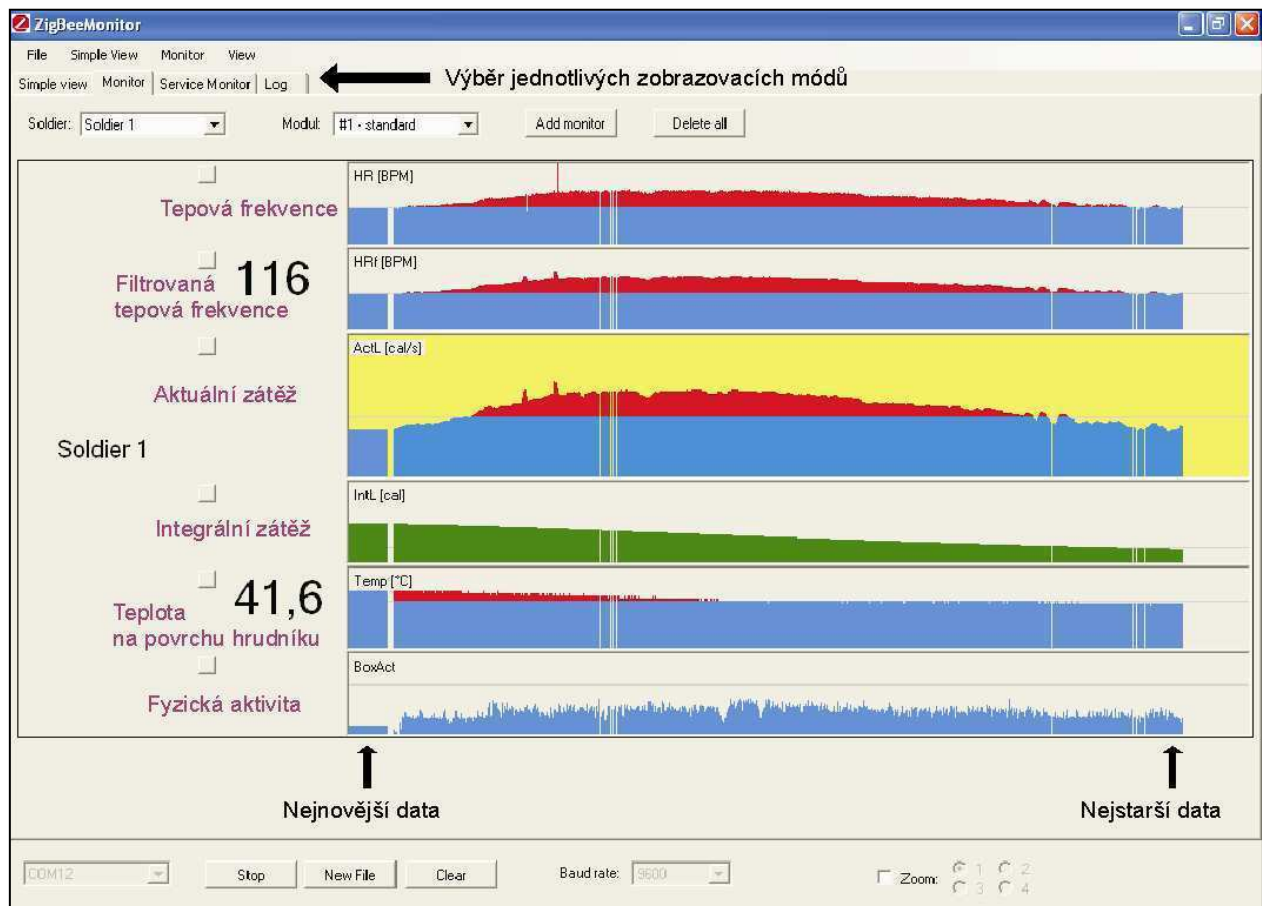 ZigBeeMonitor
File Simple View Monitor View
Simple view Monitor Service Monitor Log
Výběr jednotlivých zobrazovacích módů
Soldier: Soldier 1 Modul: #1 - standard Add monitor Delete all
HR [BPM]
Tepová frekvence
HRf [BPM]
Filtrovaná
tepová frekvence
116
ActL [cal/s]
Aktuální zátěž
Soldier 1
IntL [cal]
Integrální zátěž
Temp [°C]
41,6
Teplota
na povrchu hrudníku
BoxAct
Fyzická aktivita
Nejnovější data
Nejstarší data
COM12 Stop New File Clear Baud rate: 9600 Zoom: 1 2
3 4